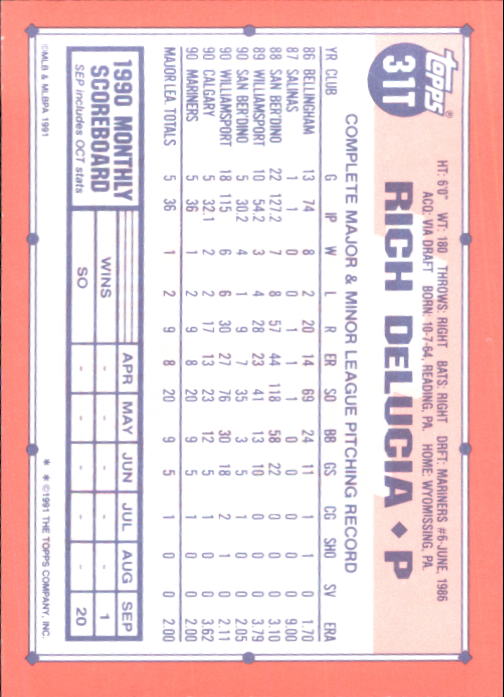 topps®
31T
HT: 6'0" WT: 180 THROWS: RIGHT BATS: RIGHT DRFT: MARINERS #6-JUNE, 1986
ACQ: VIA DRAFT BORN: 10-7-64, READING, PA. HOME: WYOMISSING, PA.
RICH DeLUCIA ♦ P
COMPLETE MAJOR & MINOR LEAGUE PITCHING RECORD
YR CLUB G IP W L R ER SO BB GS CG SHO SV ERA
86 BELLINGHAM 13 74 8 2 20 14 69 24 11 1 1 0 1.70
87 SALINAS 1 1 0 0 1 1 1 0 0 0 0 0 9.00
88 SAN BER'DINO 22 127.2 7 8 57 44 118 58 22 0 0 0 3.10
89 WILLIAMSPORT 10 54.2 3 4 28 23 41 13 10 0 0 0 3.79
90 SAN BER'DINO 5 30.2 4 1 9 7 35 3 5 1 0 0 2.05
90 WILLIAMSPORT 18 115 6 6 30 27 76 30 18 2 1 0 2.11
90 CALGARY 5 32.1 2 2 17 13 23 12 5 1 0 0 3.62
90 MARINERS 5 36 1 2 9 8 20 9 5 1 0 0 2.00
MAJOR LEA. TOTALS 5 36 1 2 9 8 20 9 5 1 0 0 2.00
1990 MONTHLY
SCOREBOARD
SEP includes OCT stats
APR MAY JUN JUL AUG SEP
WINS - - - - - 1
SO - - - - - 20
©MLB & MLBPA 1991
* * ©1991 THE TOPPS COMPANY, INC.